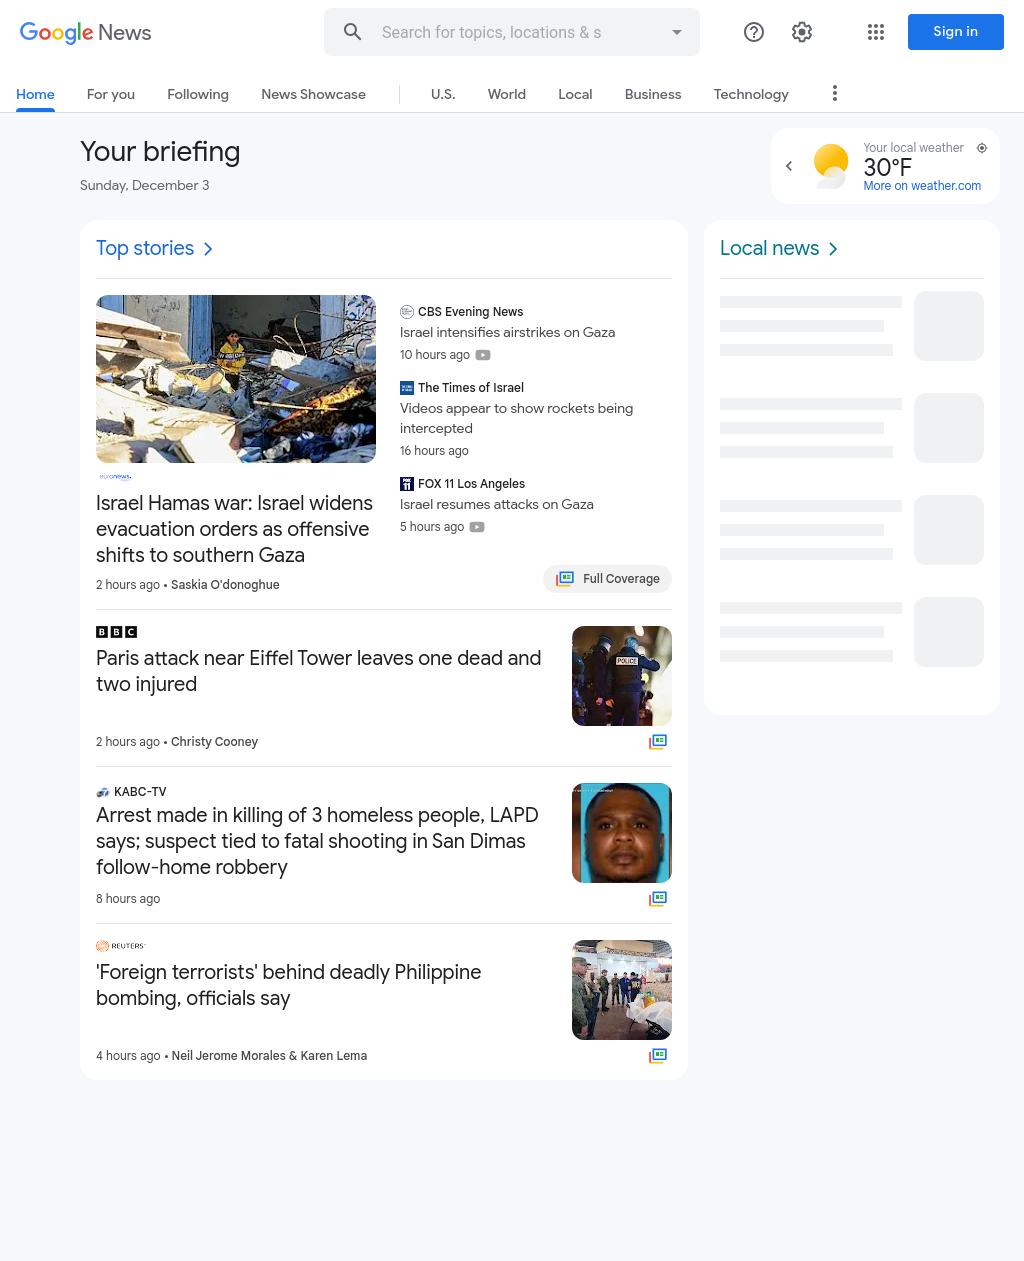 Google News
Search for topics, locations & s
Sign in
Home
For you
Following
News Showcase
U.S.
World
Local
Business
Technology
Your briefing
Sunday, December 3
Your local weather
30°F
More on weather.com
Top stories
euronews.
Israel Hamas war: Israel widens
evacuation orders as offensive
shifts to southern Gaza
2 hours ago • Saskia O'donoghue
CBS Evening News
Israel intensifies airstrikes on Gaza
10 hours ago
The Times of Israel
Videos appear to show rockets being
intercepted
16 hours ago
FOX 11
FOX 11 Los Angeles
Israel resumes attacks on Gaza
5 hours ago
Full Coverage
BBC
Paris attack near Eiffel Tower leaves one dead and
two injured
2 hours ago • Christy Cooney
POLICE
KABC-TV
Arrest made in killing of 3 homeless people, LAPD
says; suspect tied to fatal shooting in San Dimas
follow-home robbery
8 hours ago
REUTERS
'Foreign terrorists' behind deadly Philippine
bombing, officials say
4 hours ago • Neil Jerome Morales & Karen Lema
Local news